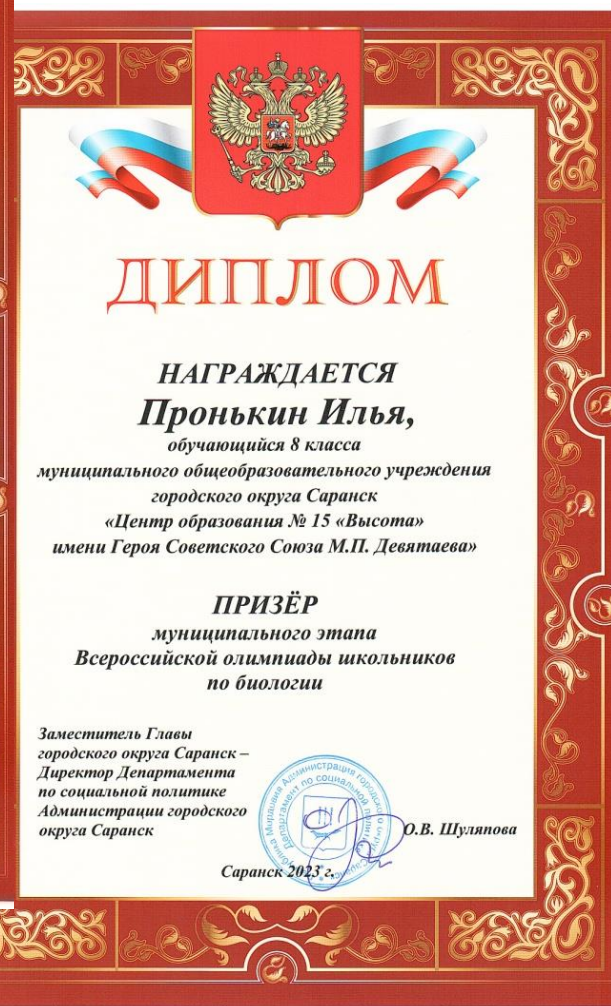 ДИПЛОМ
НАГРАЖДАЕТСЯ
Пронькин Илья,
обучающийся 8 класса
муниципального общеобразовательного учреждения
городского округа Саранск
«Центр образования № 15 «Высота»
имени Героя Советского Союза М.П. Девятаева»
ПРИЗЁР
муниципального этапа
Всероссийской олимпиады школьников
по биологии
Заместитель Главы
городского округа Саранск –
Директор Департамента
по социальной политике
Администрации городского
округа Саранск
О.В. Шуляпова
Саранск 2023 г.